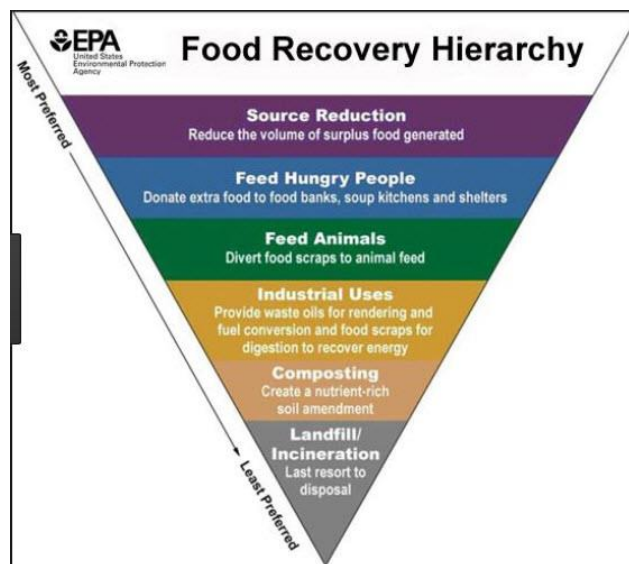 EPA
United States
Environmental Protection
Agency
Food Recovery Hierarchy
Most Preferred
Source Reduction
Reduce the volume of surplus food generated
Feed Hungry People
Donate extra food to food banks, soup kitchens and shelters
Feed Animals
Divert food scraps to animal feed
Industrial Uses
Provide waste oils for rendering and
fuel conversion and food scraps for
digestion to recover energy
Composting
Create a nutrient-rich
soil amendment
Landfill/
Incineration
Last resort to
disposal
Least Preferred